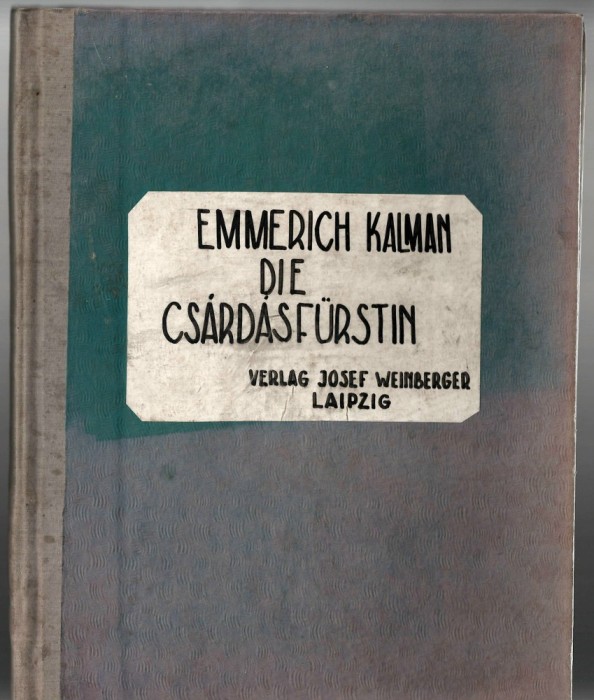 EMMERICH KALMAN
DIE
CSÁRDÁSFÜRSTIN
VERLAG JOSEF WEINBERGER
LAIPZIG